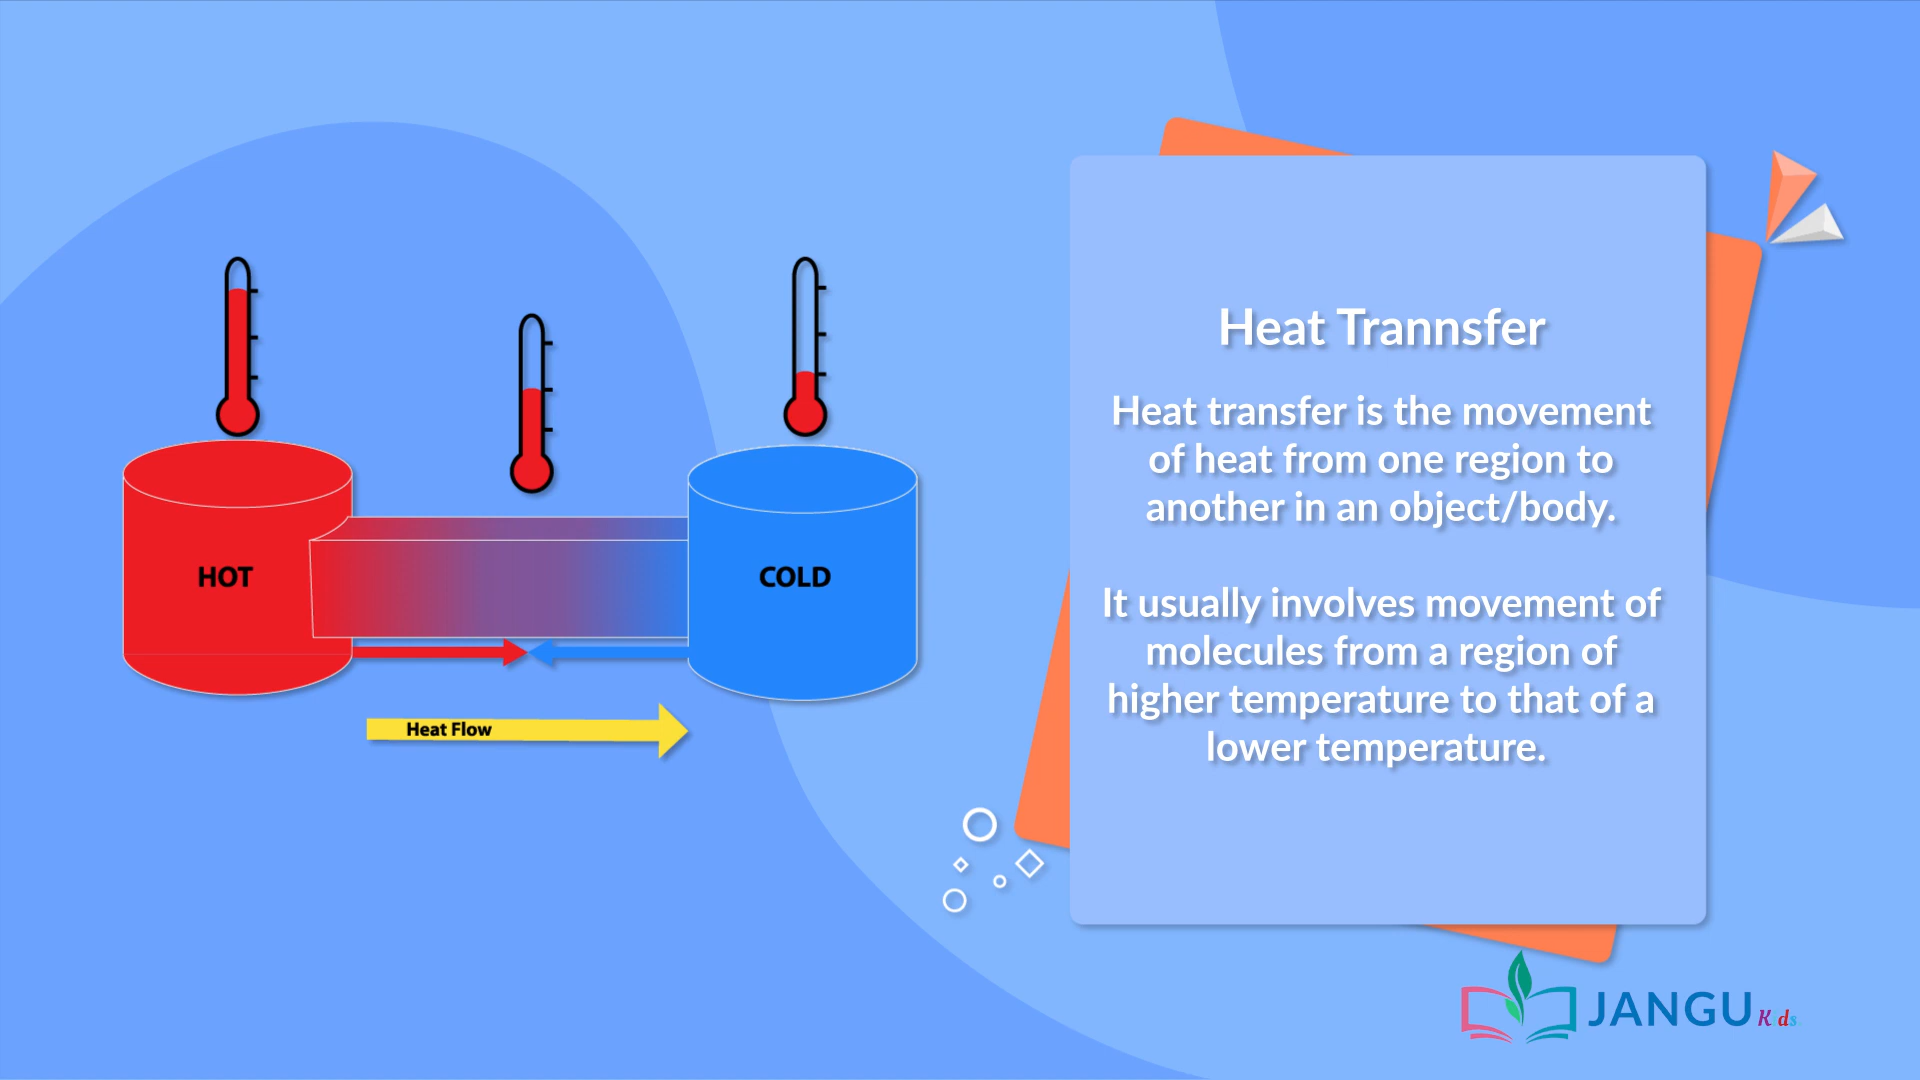 HOT
COLD
Heat Flow
Heat Trannsfer
Heat transfer is the movement
of heat from one region to
another in an object/body.
It usually involves movement of
molecules from a region of
higher temperature to that of a
lower temperature.
JANGU Kids